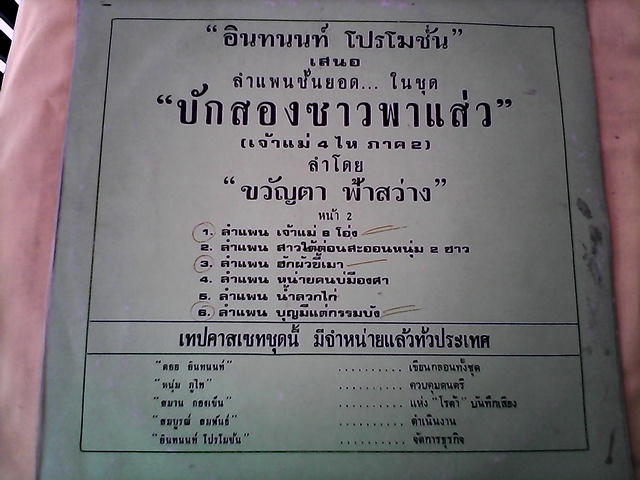 “อินทนนท์ โปรโมชั่น”
เสนอ
ลำแพนชั้นยอด... ในชุด
“บักสองซาวพาแส่ว”
(เจ้าแม่ 4 ไห ภาค 2)
ลำโดย
“ขวัญตา ฟ้าสว่าง”
หน้า 2
1. ลำแพน เจ้าแม่ 8 โอ่ง
2. ลำแพน สาวใต้ต่อนสะออนหนุ่ม 2 ซาว
3. ลำแพน ฮักผัวขี้เมา
4. ลำแพน หน่ายคนบ่มีองศา
5. ลำแพน น้ำลวกไก่
6. ลำแพน บุญมีแต่กรรมบัง
เทปคาสเซทชุดนี้ มีจำหน่ายแล้วทั่วประเทศ
“ดอย อินทนนท์” .......... เขียนกลอนทั้งชุด
“หนุ่ม ภูไท” .......... ควบคุมดนตรี
“สมาน กองเข็น” .......... แห่ง “โรต้า” บันทึกเสียง
“สมบูรณ์ สมพันธ์” .......... ดำเนินงาน
“อินทนนท์ โปรโมชั่น” .......... จัดการธุรกิจ